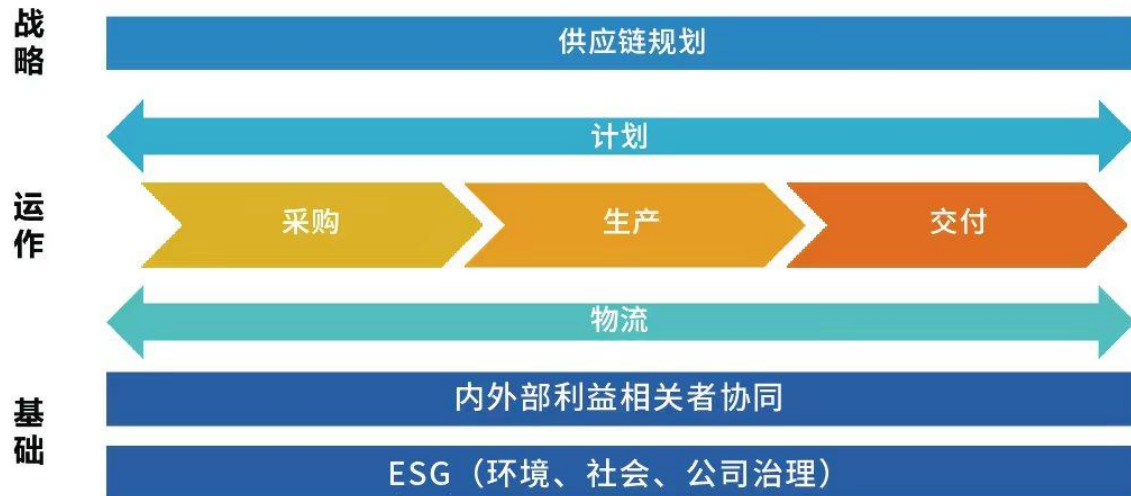 战略
供应链规划
计划
运作
采购
生产
交付
物流
基础
内外部利益相关者协同
ESG（环境、社会、公司治理）